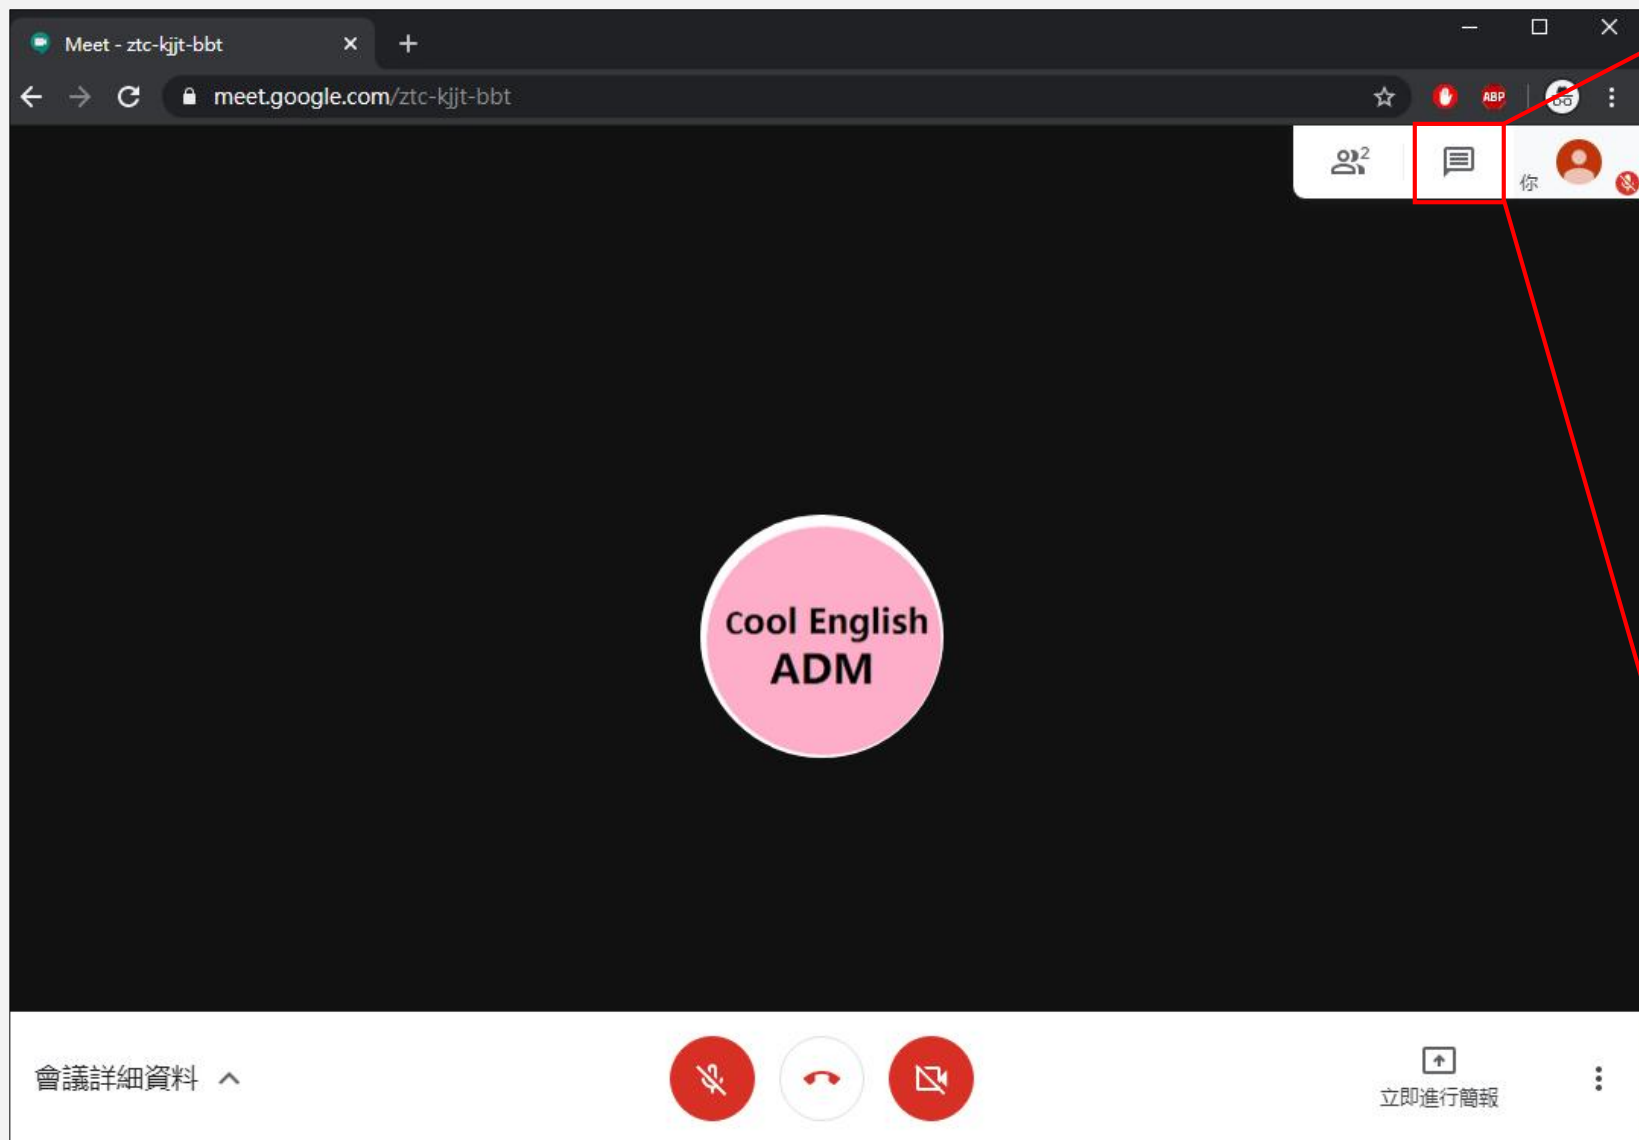 Meet - ztc-kjjt-bbt
meet.google.com/ztc-kjjt-bbt
ABP
2
你
Cool English
ADM
會議詳細資料
立即進行簡報